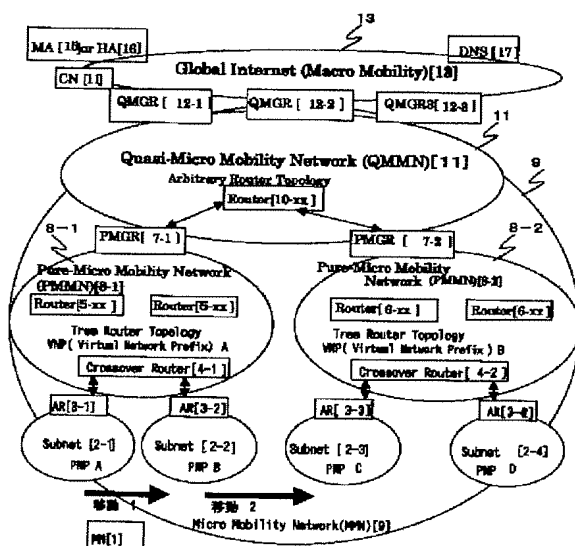 13
MA [15]or HA[16]
DNS [17]
Global Internet (Macro Mobility)[13]
CN [11]
QMGR [ 12-1]
QMGR [ 12-2]
QMGR3[ 12-3]
11
Quasi-Micro Mobility Network (QMMN)[11]
Arbitrary Router Topology
9
Router[10-xx]
8-1
8-2
PMGR[ 7-1]
PMGR [ 7-2]
Pure-Micro Mobility Network
(PMMN)[8-1]
Pure-Micro Mobility
Network (PMMN)[8-2]
Router[5-xx]
Router[5-xx]
Router[6-xx]
Router[6-xx]
Tree Router Topology
VNP( Virtual Network Prefix) A
Tree Router Topology
VNP( Virtual Network Prefix ) B
Crossover Router[ 4-1]
Crossover Router[ 4-2]
AR[3-1]
AR[3-2]
AR[ 3-3]
AR[3-4]
Subnet [2-1]
PNP A
Subnet [2-2]
PNP B
Subnet [2-3]
PNP C
Subnet [2-4]
PNP D
移動 1
移動 2
Micro Mobility Network(MMN)[9]
MN[1]